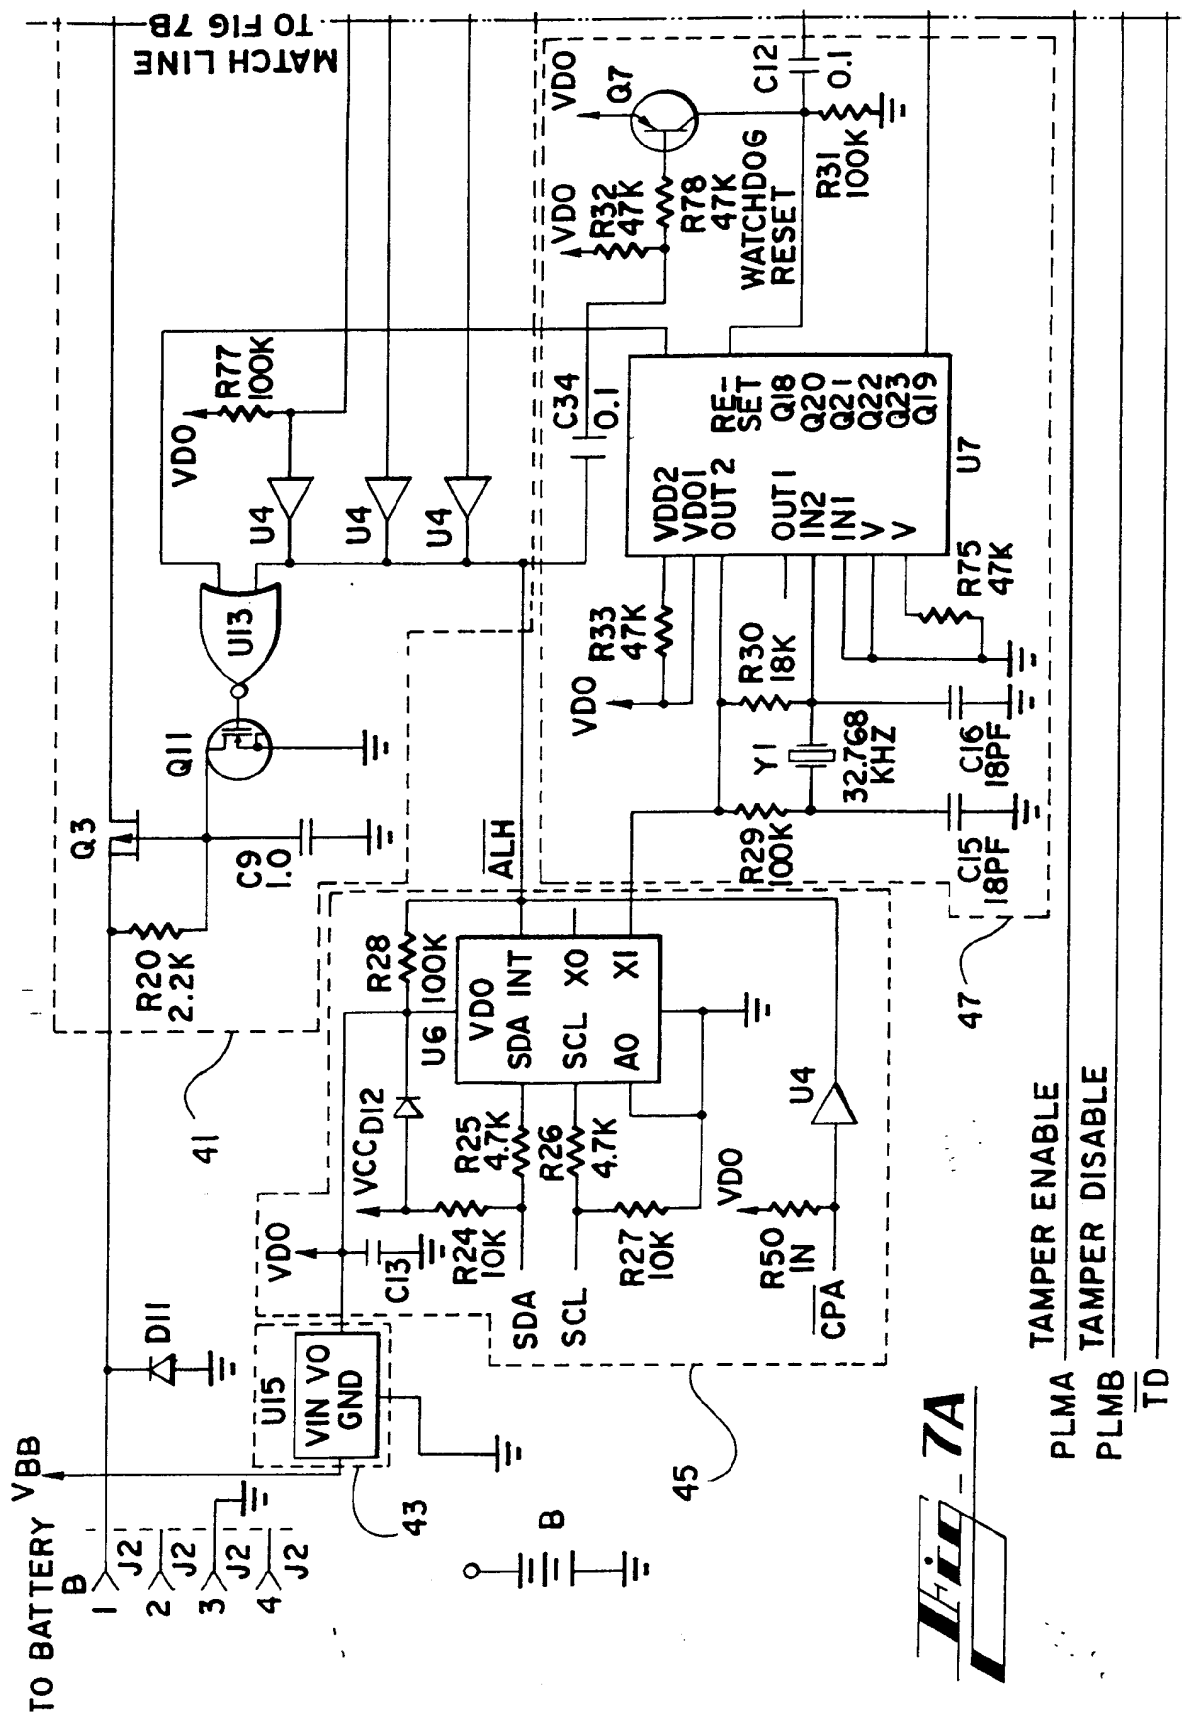 TO BATTERY
VBB
B
1 J2
2 J2
3 J2
4 J2
B
D11
U15
VIN VO
GND
43
41
R20
2.2K
Q3
C9
1.0
Q11
U13
VDO
R77
100K
U4
U4
U4
MATCH LINE
TO FIG 7B
VDO
C13
VCC
D12
R28
100K
U6
VDO
SDA INT
SCL XO
AO XI
R24
10K
R25
4.7K
R26
4.7K
R27
10K
SDA
SCL
CPA
VDO
R50
IN
U4
45
ALH
VDO
R33
47K
R30
18K
R29
100K
Y1
32.768
KHZ
C15
18PF
C16
18PF
R75
47K
VDD2
VDO1
OUT2
OUT1
IN2
IN1
V
V
RE-
SET
Q18
Q20
Q21
Q22
Q23
Q19
U7
C34
0.1
VDO
R32
47K
R78
47K
VDO
Q7
WATCHDOG
RESET
C12
0.1
R31
100K
47
PLMA TAMPER ENABLE
PLMB TAMPER DISABLE
TD
Fig. 7A